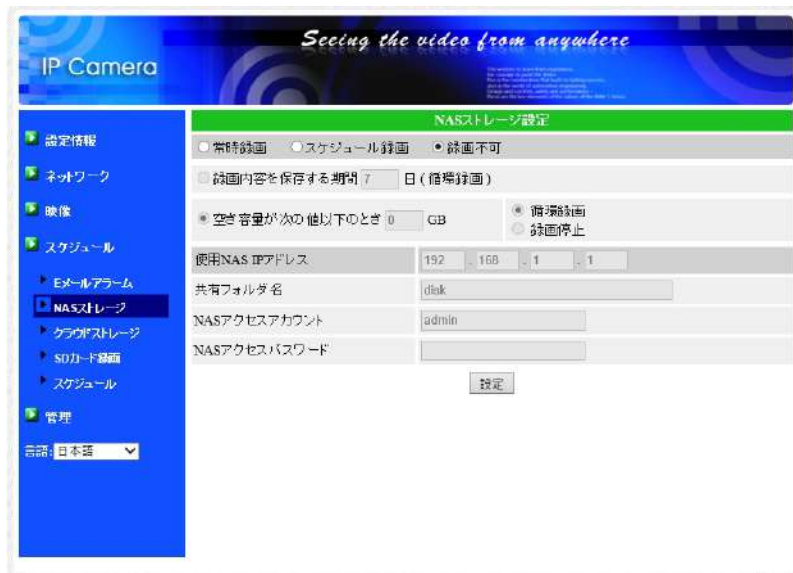 Seeing the video from anywhere
IP Camera
NASストレージ設定
設定情報
ネットワーク
映像
スケジュール
Eメールアラーム
NASストレージ
クラウドストレージ
SDカード録画
スケジュール
管理
言語: 日本語
常時録画 スケジュール録画 録画不可
録画内容を保存する期間 7 日 (循環録画)
空き容量が次の値以下のとき 0 GB
循環録画
録画停止
使用NAS IPアドレス 192 . 168 . 1 . 1
共有フォルダ名 disk
NASアクセスアカウント admin
NASアクセスパスワード
設定